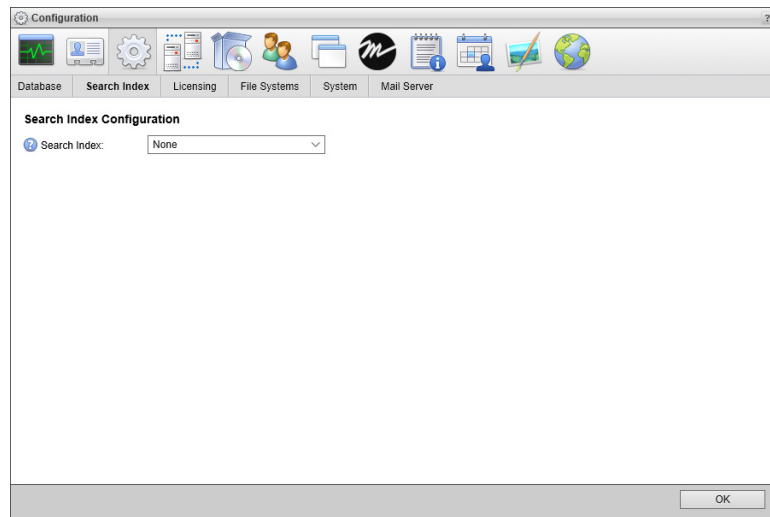 Configuration
?
Database Search Index Licensing File Systems System Mail Server
Search Index Configuration
? Search Index: None
OK